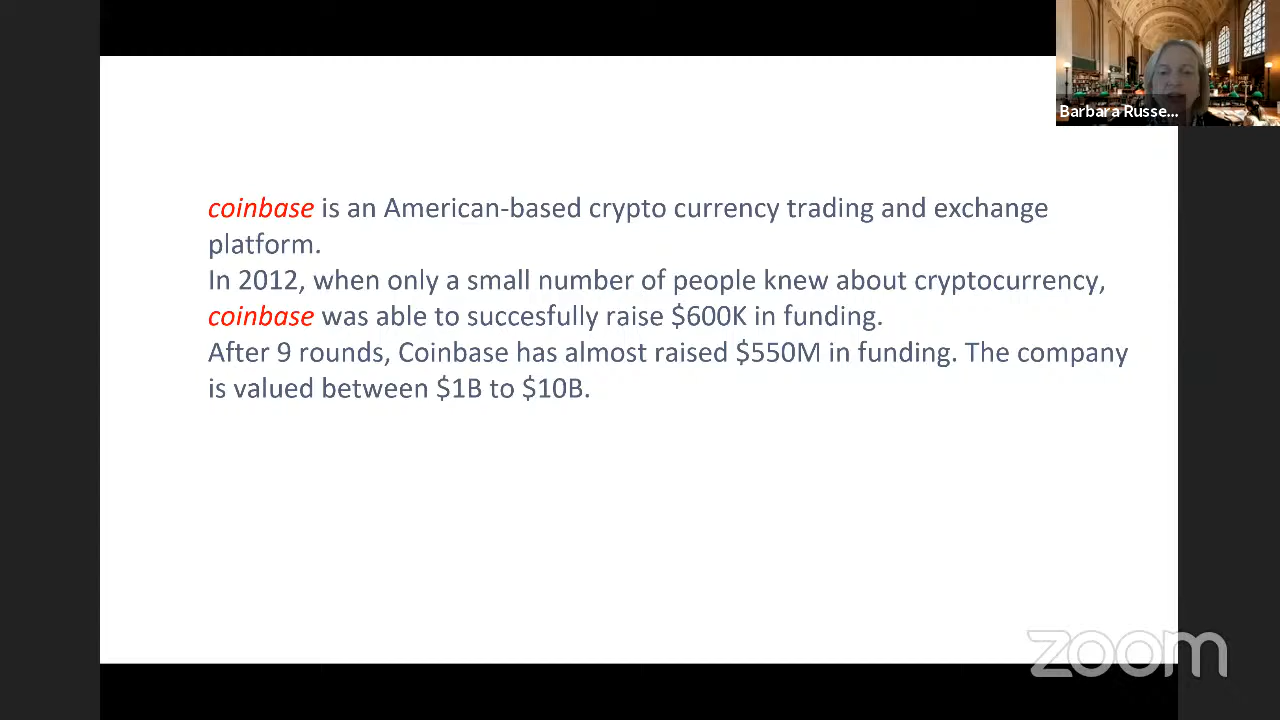 Barbara Russe...
coinbase is an American-based crypto currency trading and exchange
platform.
In 2012, when only a small number of people knew about cryptocurrency,
coinbase was able to succesfully raise $600K in funding.
After 9 rounds, Coinbase has almost raised $550M in funding. The company
is valued between $1B to $10B.
zoom